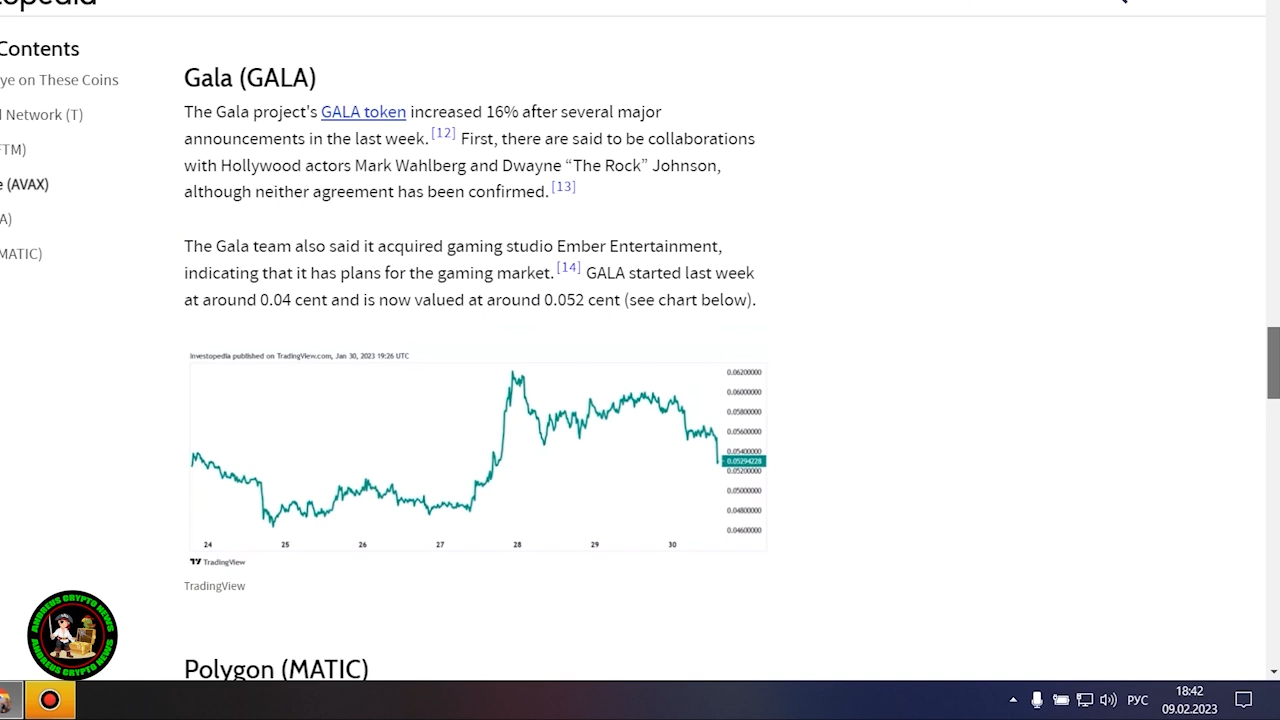 Contents
ye on These Coins
l Network (T)
FTM)
e (AVAX)
A)
MATIC)
Gala (GALA)
The Gala project's GALA token increased 16% after several major
announcements in the last week. [12] First, there are said to be collaborations
with Hollywood actors Mark Wahlberg and Dwayne “The Rock” Johnson,
although neither agreement has been confirmed. [13]
The Gala team also said it acquired gaming studio Ember Entertainment,
indicating that it has plans for the gaming market. [14] GALA started last week
at around 0.04 cent and is now valued at around 0.052 cent (see chart below).
Investopedia published on TradingView.com, Jan 30, 2023 19:26 UTC
0.06200000
0.06000000
0.05800000
0.05600000
0.05400000
0.05294228
0.05200000
0.05000000
0.04800000
0.04600000
24 25 26 27 28 29 30
TradingView
TradingView
ANDREUS CRYPTO NEWS
ANDREUS CRYPTO NEWS
Polygon (MATIC)
РУС
18:42
09.02.2023